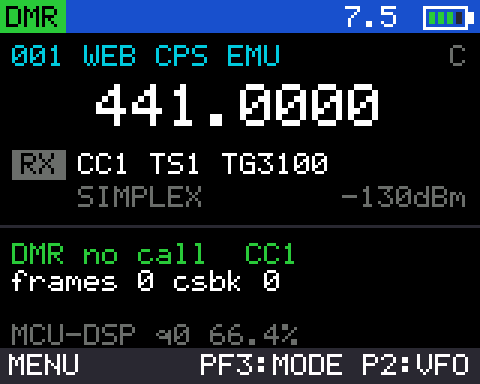 DMR 7.5
001 WEB CPS EMU C
441.0000
RX CC1 TS1 TG3100
SIMPLEX -130dBm
DMR no call CC1
frames 0 csbk 0
MCU-DSP q0 66.4%
MENU PF3:MODE P2:VFO